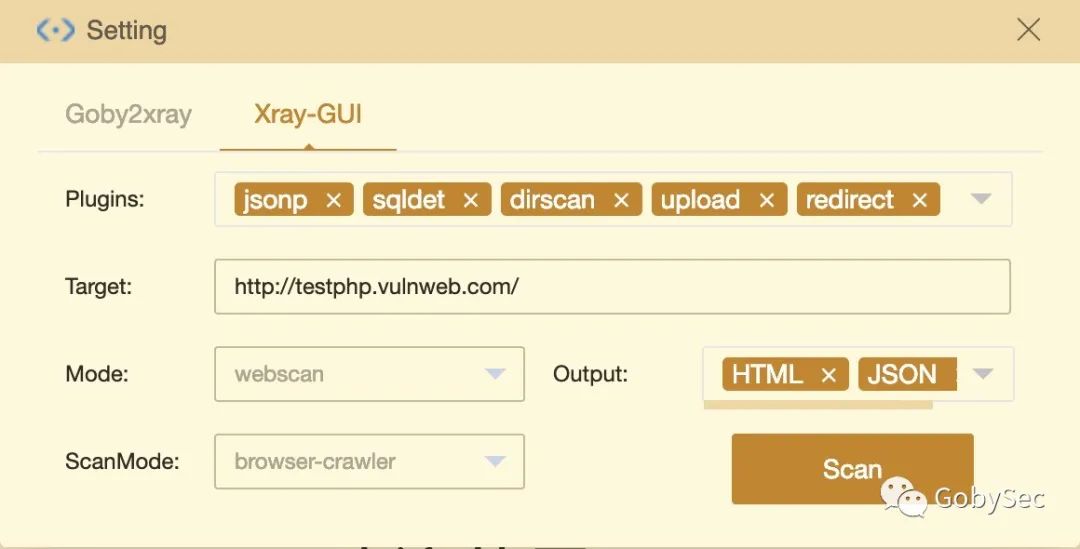 Setting
Goby2xray Xray-GUI
Plugins: jsonp sqldet dirscan upload redirect
Target: http://testphp.vulnweb.com/
Mode: webscan Output: HTML JSON
ScanMode: browser-crawler Scan
GobySec